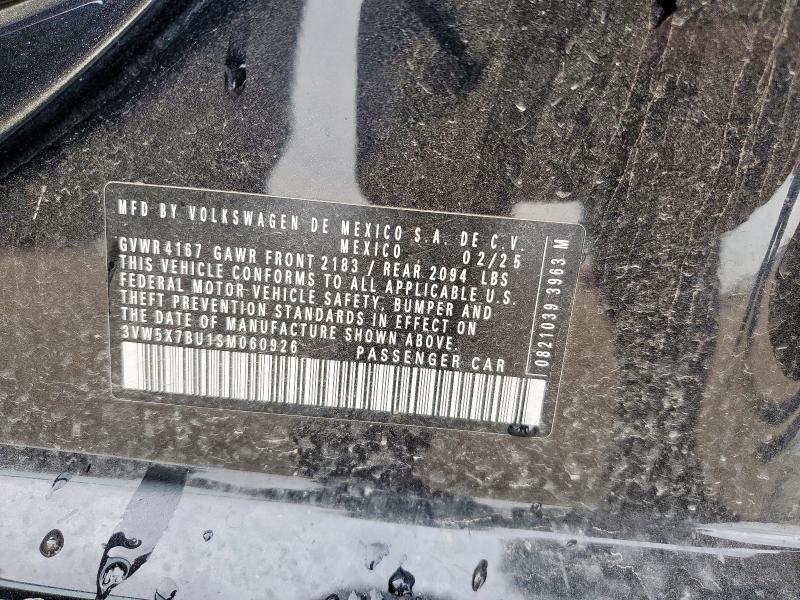 MFD BY VOLKSWAGEN DE MEXICO S.A. DE C.V.
MEXICO 02/25
GVWR 4167 GAWR FRONT 2183 / REAR 2094 LBS
THIS VEHICLE CONFORMS TO ALL APPLICABLE U.S.
FEDERAL MOTOR-VEHICLE SAFETY, BUMPER AND
THEFT PREVENTION STANDARDS IN EFFECT ON
THE DATE OF MANUFACTURE SHOWN ABOVE.
3VW5X7BU1SM060926 PASSENGER CAR
0821039 3963 M